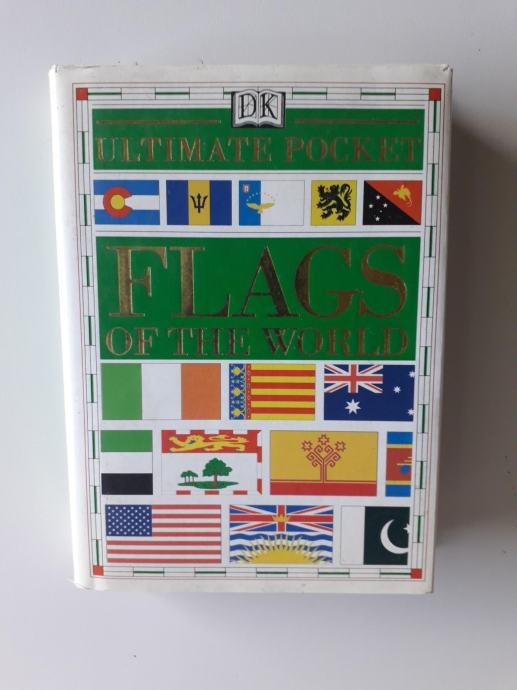 DK
ULTIMATE POCKET
FLAGS
OF THE WORLD